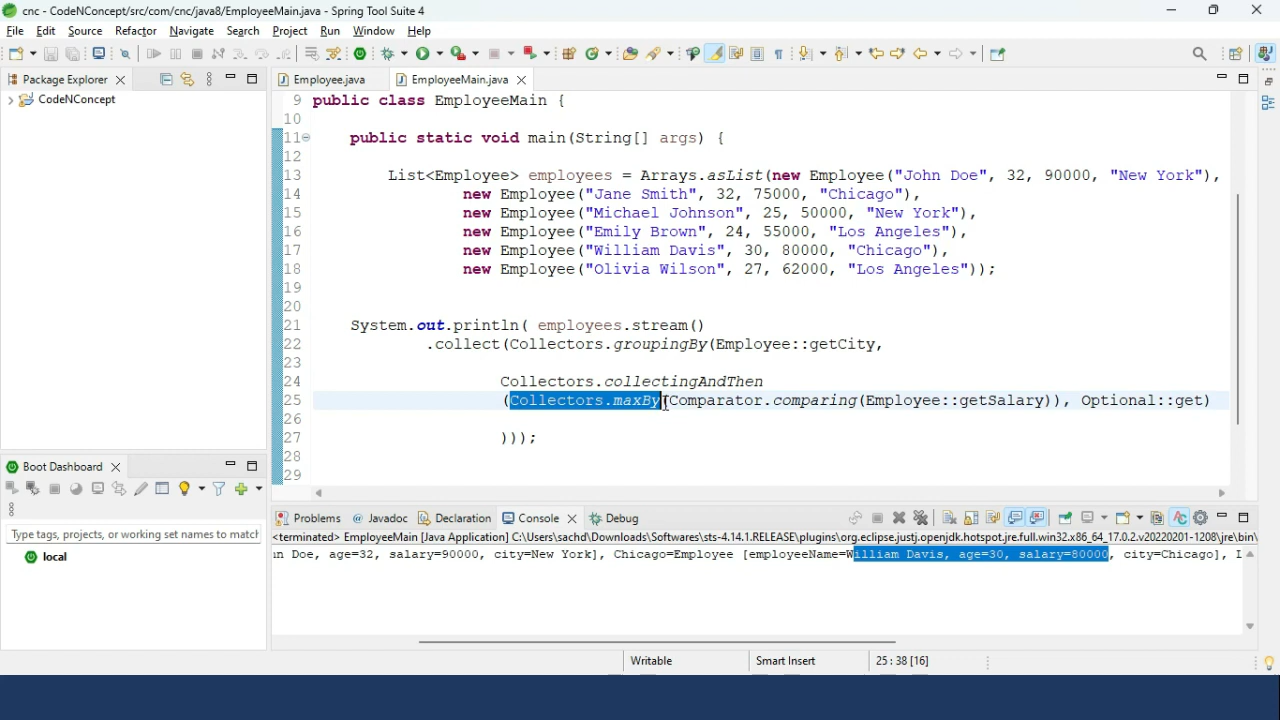 cnc - CodeNConcept/src/com/cnc/java8/EmployeeMain.java - Spring Tool Suite 4
File Edit Source Refactor Navigate Search Project Run Window Help
Package Explorer
Employee.java
EmployeeMain.java
CodeNConcept
9 public class EmployeeMain {
10
11 public static void main(String[] args) {
12
13 List<Employee> employees = Arrays.asList(new Employee("John Doe", 32, 90000, "New York"),
14 new Employee("Jane Smith", 32, 75000, "Chicago"),
15 new Employee("Michael Johnson", 25, 50000, "New York"),
16 new Employee("Emily Brown", 24, 55000, "Los Angeles"),
17 new Employee("William Davis", 30, 80000, "Chicago"),
18 new Employee("Olivia Wilson", 27, 62000, "Los Angeles"));
19
20
21 System.out.println( employees.stream()
22 .collect(Collectors.groupingBy(Employee::getCity,
23
24 Collectors.collectingAndThen
25 (Collectors.maxBy(Comparator.comparing(Employee::getSalary)), Optional::get)
26
27 )));
28
29
Boot Dashboard
Type tags, projects, or working set names to match
local
Problems Javadoc Declaration Console Debug
<terminated> EmployeeMain [Java Application] C:\Users\sachd\Downloads\Softwares\sts-4.14.1.RELEASE\plugins\org.eclipse.justj.openjdk.hotspot.jre.full.win32.x86_64_17.0.2.v20220201-1208\jre\bin\
n Doe, age=32, salary=90000, city=New York], Chicago=Employee [employeeName=William Davis, age=30, salary=80000, city=Chicago], L
Writable Smart Insert 25 : 38 [16]